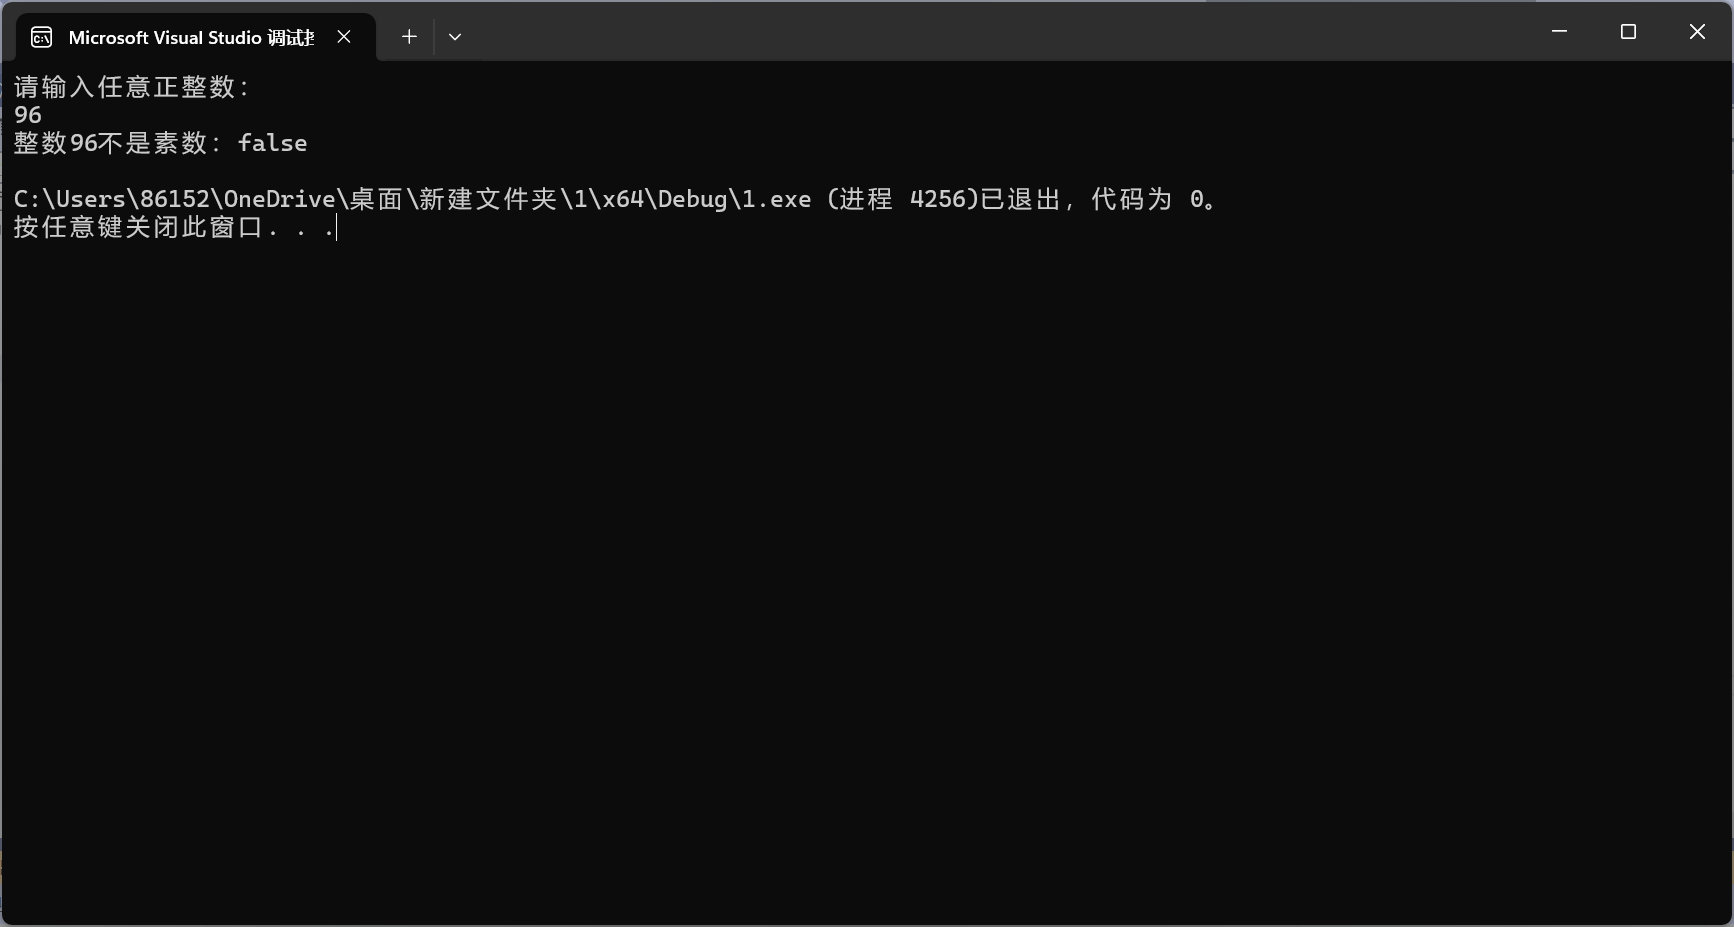 Microsoft Visual Studio 调试
请输入任意正整数：
96
整数96不是素数：false
C:\Users\86152\OneDrive\桌面\新建文件夹\1\x64\Debug\1.exe (进程 4256)已退出，代码为 0。
按任意键关闭此窗口. . .